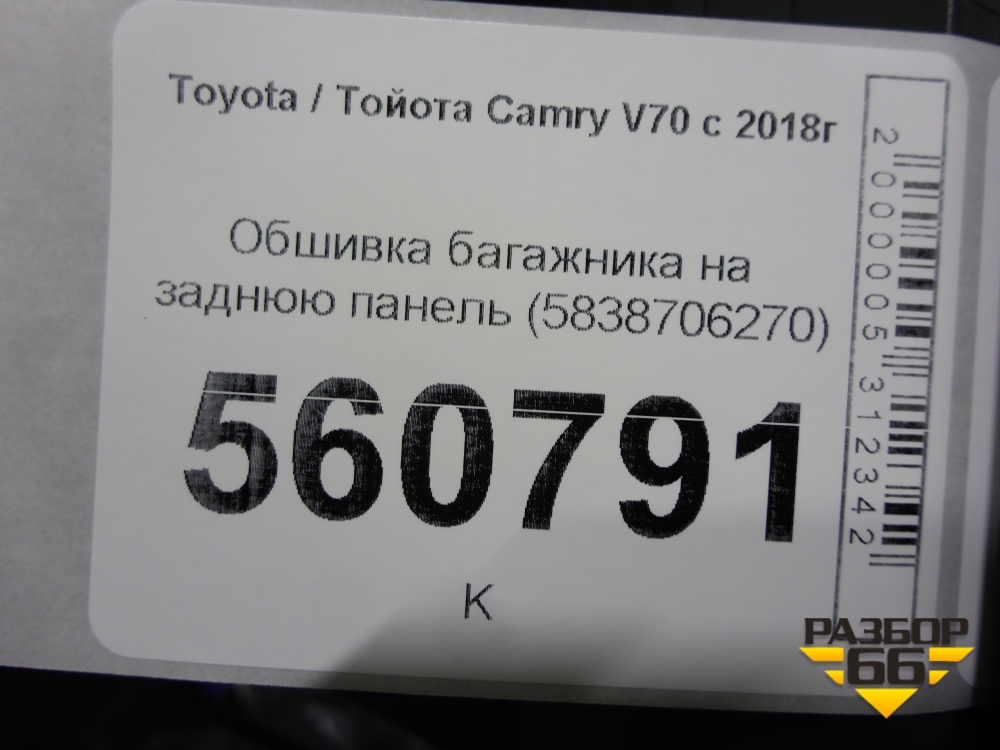 Toyota / Тойота Camry V70 с 2018г
Обшивка багажника на
заднюю панель (5838706270)
560791
К
2000005312342
РАЗБОР
66